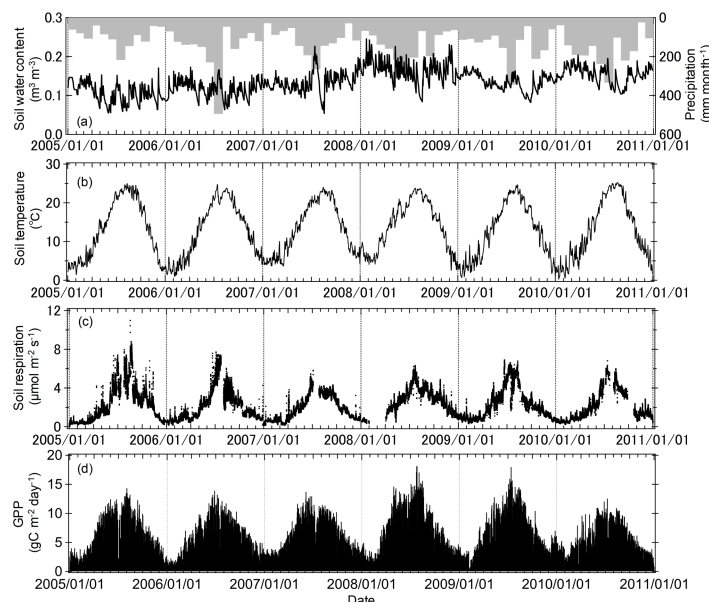 Soil water content
(m³ m⁻³)
0.3
0.2
0.1
0.0
(a)
0
200
400
600
Precipitation
(mm month⁻¹)
2005/01/01 2006/01/01 2007/01/01 2008/01/01 2009/01/01 2010/01/01 2011/01/01
Soil temperature
(°C)
30
20
10
0
(b)
2005/01/01 2006/01/01 2007/01/01 2008/01/01 2009/01/01 2010/01/01 2011/01/01
Soil respiration
(μmol m⁻² s⁻¹)
12
8
4
0
(c)
2005/01/01 2006/01/01 2007/01/01 2008/01/01 2009/01/01 2010/01/01 2011/01/01
GPP
(gC m⁻² day⁻¹)
20
15
10
5
0
(d)
2005/01/01 2006/01/01 2007/01/01 2008/01/01 2009/01/01 2010/01/01 2011/01/01
Date